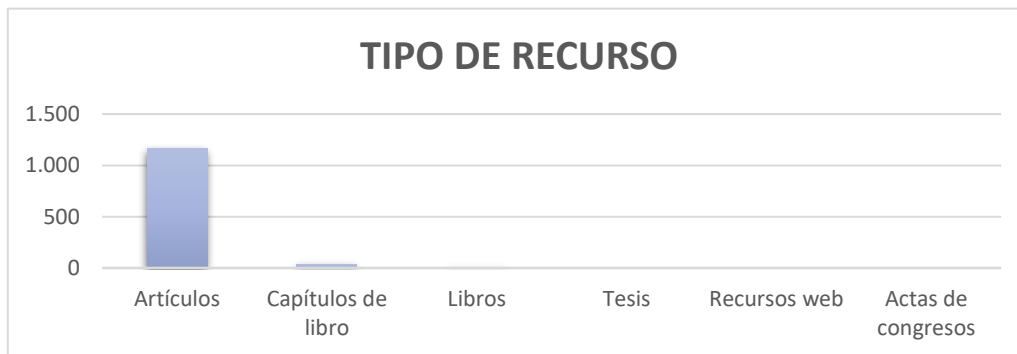 TIPO DE RECURSO
1.500
1.000
500
0
Artículos
Capítulos de
libro
Libros
Tesis
Recursos web
Actas de
congresos